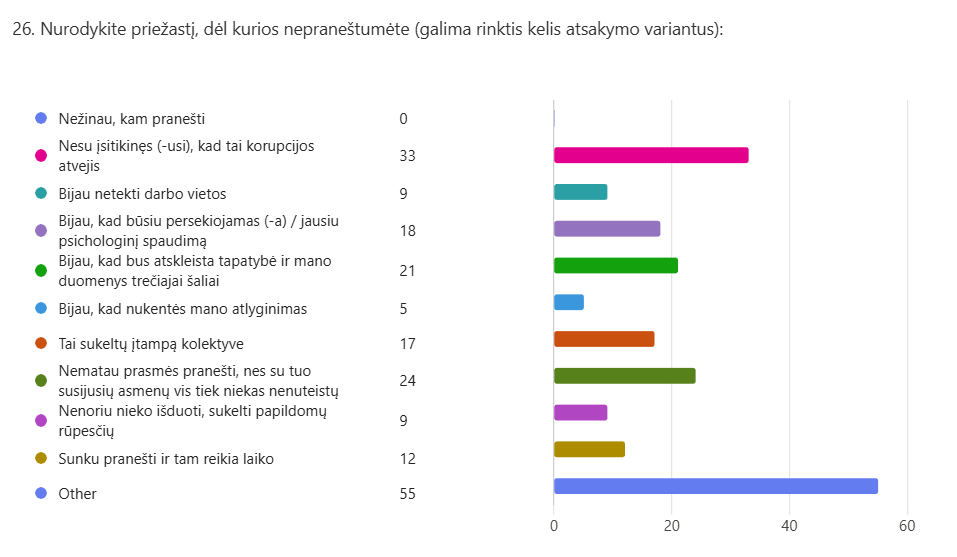 26. Nurodykite priežastį, dėl kurios nepraneštumėte (galima rinktis kelis atsakymo variantus):
Nežinau, kam pranešti 0
Nesu įsitikinęs (-usi), kad tai korupcijos
atvejis 33
Bijau netekti darbo vietos 9
Bijau, kad būsiu persekiojamas (-a) / jausiu
psichologinį spaudimą 18
Bijau, kad bus atskleista tapatybė ir mano
duomenys trečiajai šaliai 21
Bijau, kad nukentės mano atlyginimas 5
Tai sukeltų įtampą kolektyve 17
Nematau prasmės pranešti, nes su tuo
susijusių asmenų vis tiek niekas nenuteistų 24
Nenoriu nieko išduoti, sukelti papildomų
rūpesčių 9
Sunku pranešti ir tam reikia laiko 12
Other 55
0 20 40 60